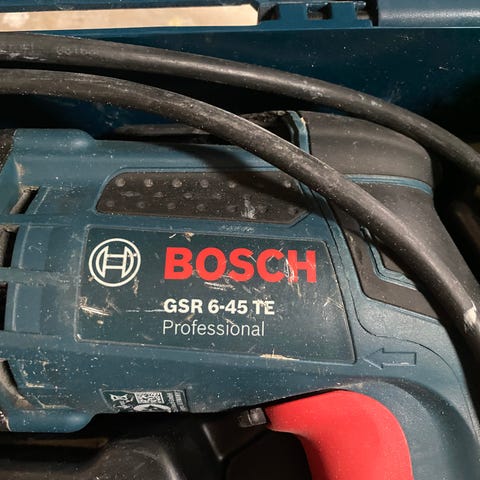 BOSCH
GSR 6-45 TE
Professional